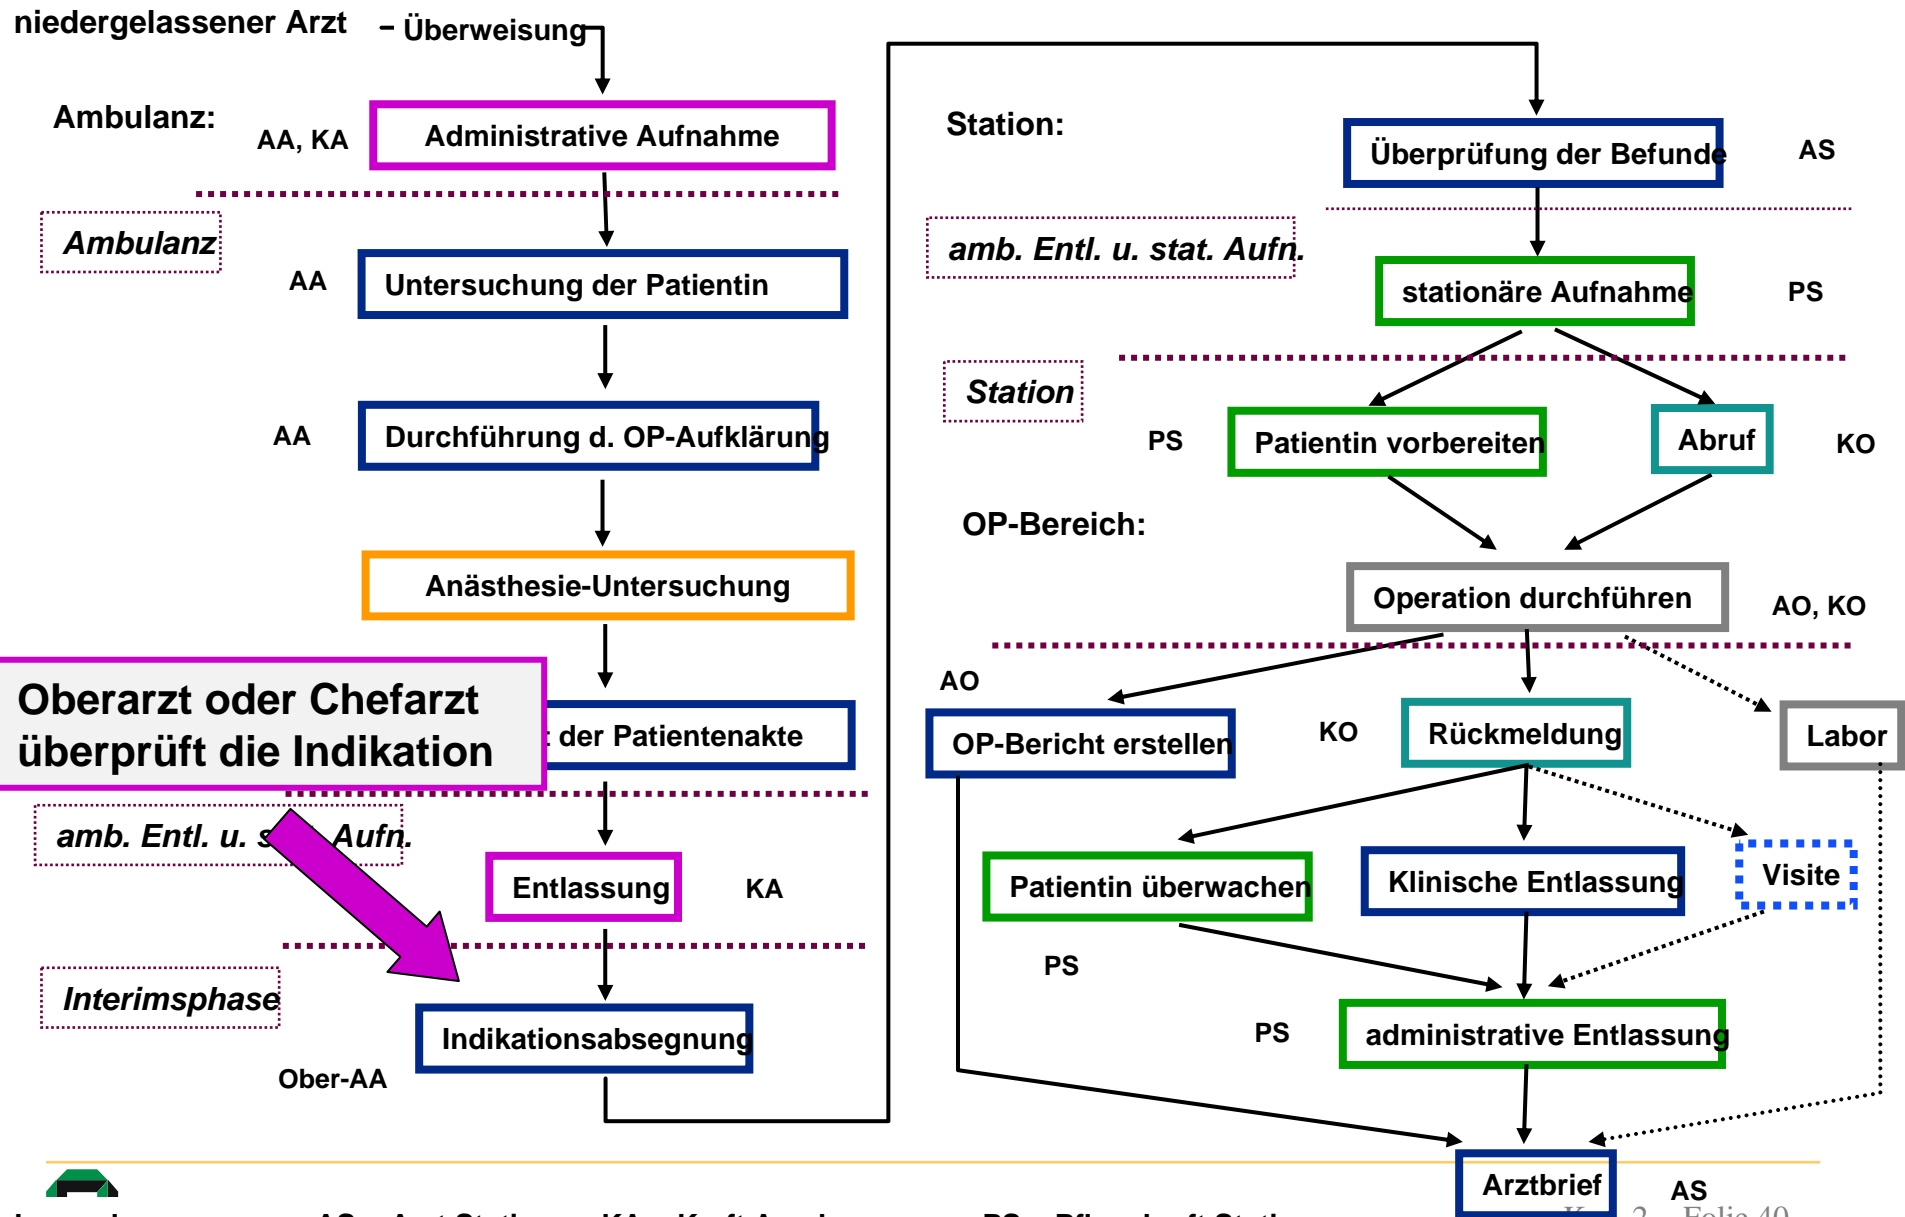 niedergelassener Arzt – Überweisung
Ambulanz:
AA, KA
Administrative Aufnahme
Ambulanz
AA
Untersuchung der Patientin
AA
Durchführung d. OP-Aufklärung
Anästhesie-Untersuchung
Oberarzt oder Chefarzt
überprüft die Indikation
der Patientenakte
amb. Entl. u. Aufn.
Entlassung
KA
Interimsphase
Indikationsabsegnung
Ober-AA
Station:
Überprüfung der Befunde
AS
amb. Entl. u. stat. Aufn.
stationäre Aufnahme
PS
Station
PS
Patientin vorbereiten
Abruf
KO
OP-Bereich:
Operation durchführen
AO, KO
AO
OP-Bericht erstellen
KO
Rückmeldung
Labor
Patientin überwachen
Klinische Entlassung
Visite
PS
PS
administrative Entlassung
Arztbrief
AS
2 Folie 40